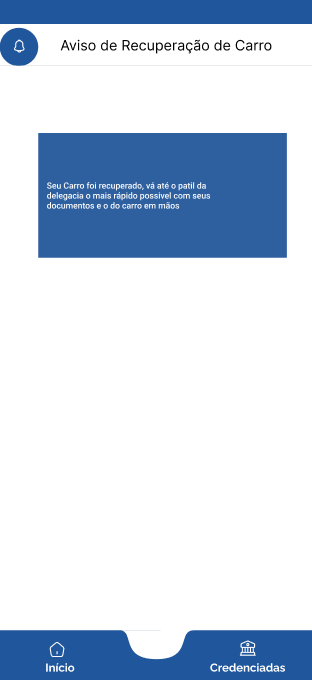 Aviso de Recuperação de Carro
Seu Carro foi recuperado, vá até o patil da
delegacia o mais rápido possivel com seus
documentos e o do carro em mãos
Início
Credenciadas